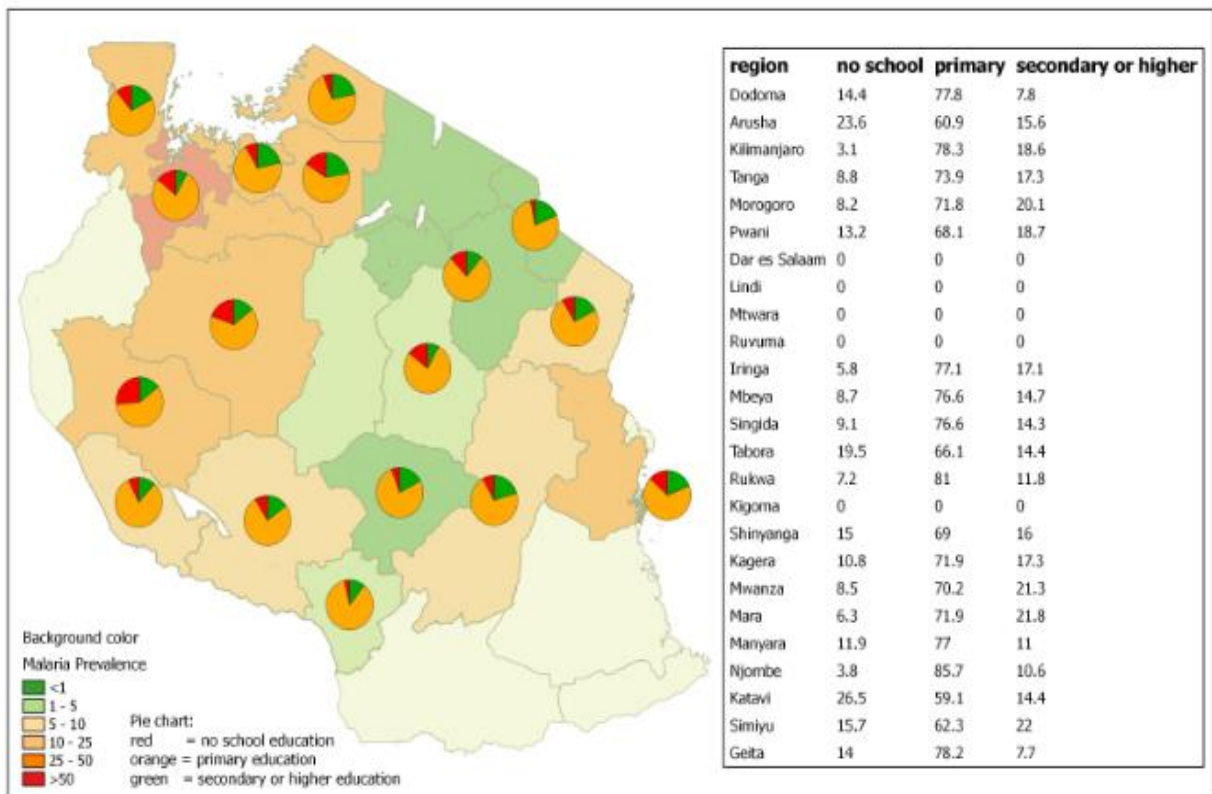 region no school primary secondary or higher
Dodoma 14.4 77.8 7.8
Arusha 23.6 60.9 15.6
Kilimanjaro 3.1 78.3 18.6
Tanga 8.8 73.9 17.3
Morogoro 8.2 71.8 20.1
Pwani 13.2 68.1 18.7
Dar es Salaam 0 0 0
Lindi 0 0 0
Mtwara 0 0 0
Ruvuma 0 0 0
Iringa 5.8 77.1 17.1
Mbeya 8.7 76.6 14.7
Singida 9.1 76.6 14.3
Tabora 19.5 66.1 14.4
Rukwa 7.2 81 11.8
Kigoma 0 0 0
Shinyanga 15 69 16
Kagera 10.8 71.9 17.3
Mwanza 8.5 70.2 21.3
Mara 6.3 71.9 21.8
Manyara 11.9 77 11
Njombe 3.8 85.7 10.6
Katavi 26.5 59.1 14.4
Simiyu 15.7 62.3 22
Geita 14 78.2 7.7
Background color
Malaria Prevalence
<1
1 - 5
5 - 10
10 - 25
25 - 50
>50
Pie chart:
red = no school education
orange = primary education
green = secondary or higher education